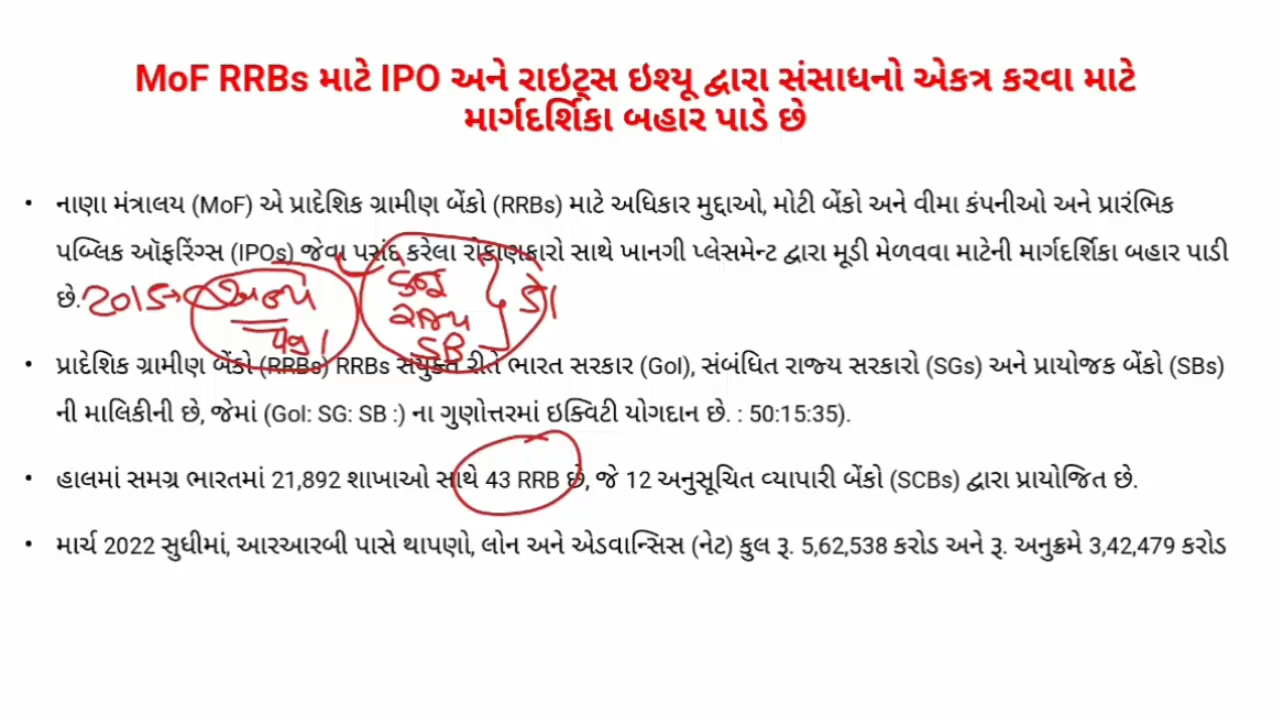 MoF RRBs માટે IPO અને રાઇટ્સ ઇશ્યૂ દ્વારા સંસાધનો એકત્ર કરવા માટે
માર્ગદર્શિકા બહાર પાડે છે
• નાણા મંત્રાલય (MoF) એ પ્રાદેશિક ગ્રામીણ બેંકો (RRBs) માટે અધિકાર મુદ્દાઓ, મોટી બેંકો અને વીમા કંપનીઓ અને પ્રારંભિક
પબ્લિક ઑફરિંગ્સ (IPOs) જેવા પસંદ કરેલા રોકાણકારો સાથે ખાનગી પ્લેસમેન્ટ દ્વારા મૂડી મેળવવા માટેની માર્ગદર્શિકા બહાર પાડી
છે. 2015→ અન્ય
રાજ્ય
SB
• પ્રાદેશિક ગ્રામીણ બેંકો (RRBs) RRBs સંયુક્ત રીતે ભારત સરકાર (GoI), સંબંધિત રાજ્ય સરકારો (SGs) અને પ્રાયોજક બેંકો (SBs)
ની માલિકીની છે, જેમાં (GoI: SG: SB :) ના ગુણોત્તરમાં ઇક્વિટી યોગદાન છે. : 50:15:35).
• હાલમાં સમગ્ર ભારતમાં 21,892 શાખાઓ સાથે 43 RRB છે, જે 12 અનુસૂચિત વ્યાપારી બેંકો (SCBs) દ્વારા પ્રાયોજિત છે.
• માર્ચ 2022 સુધીમાં, આરઆરબી પાસે થાપણો, લોન અને એડવાન્સિસ (નેટ) કુલ રૂ. 5,62,538 કરોડ અને રૂ. અનુક્રમે 3,42,479 કરોડ